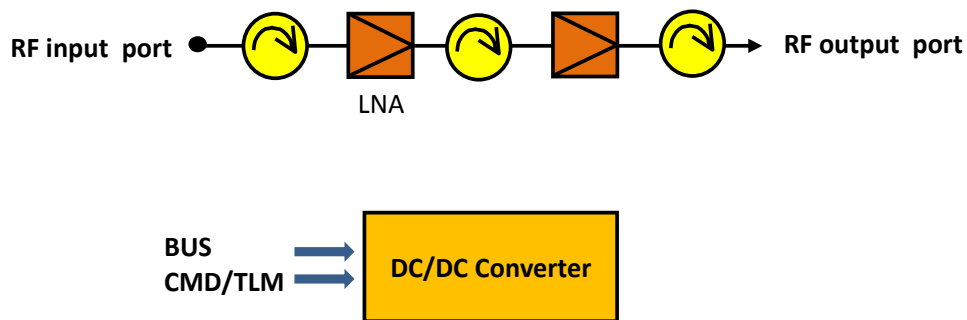 RF input port
RF output port
LNA
BUS
CMD/TLM
DC/DC Converter